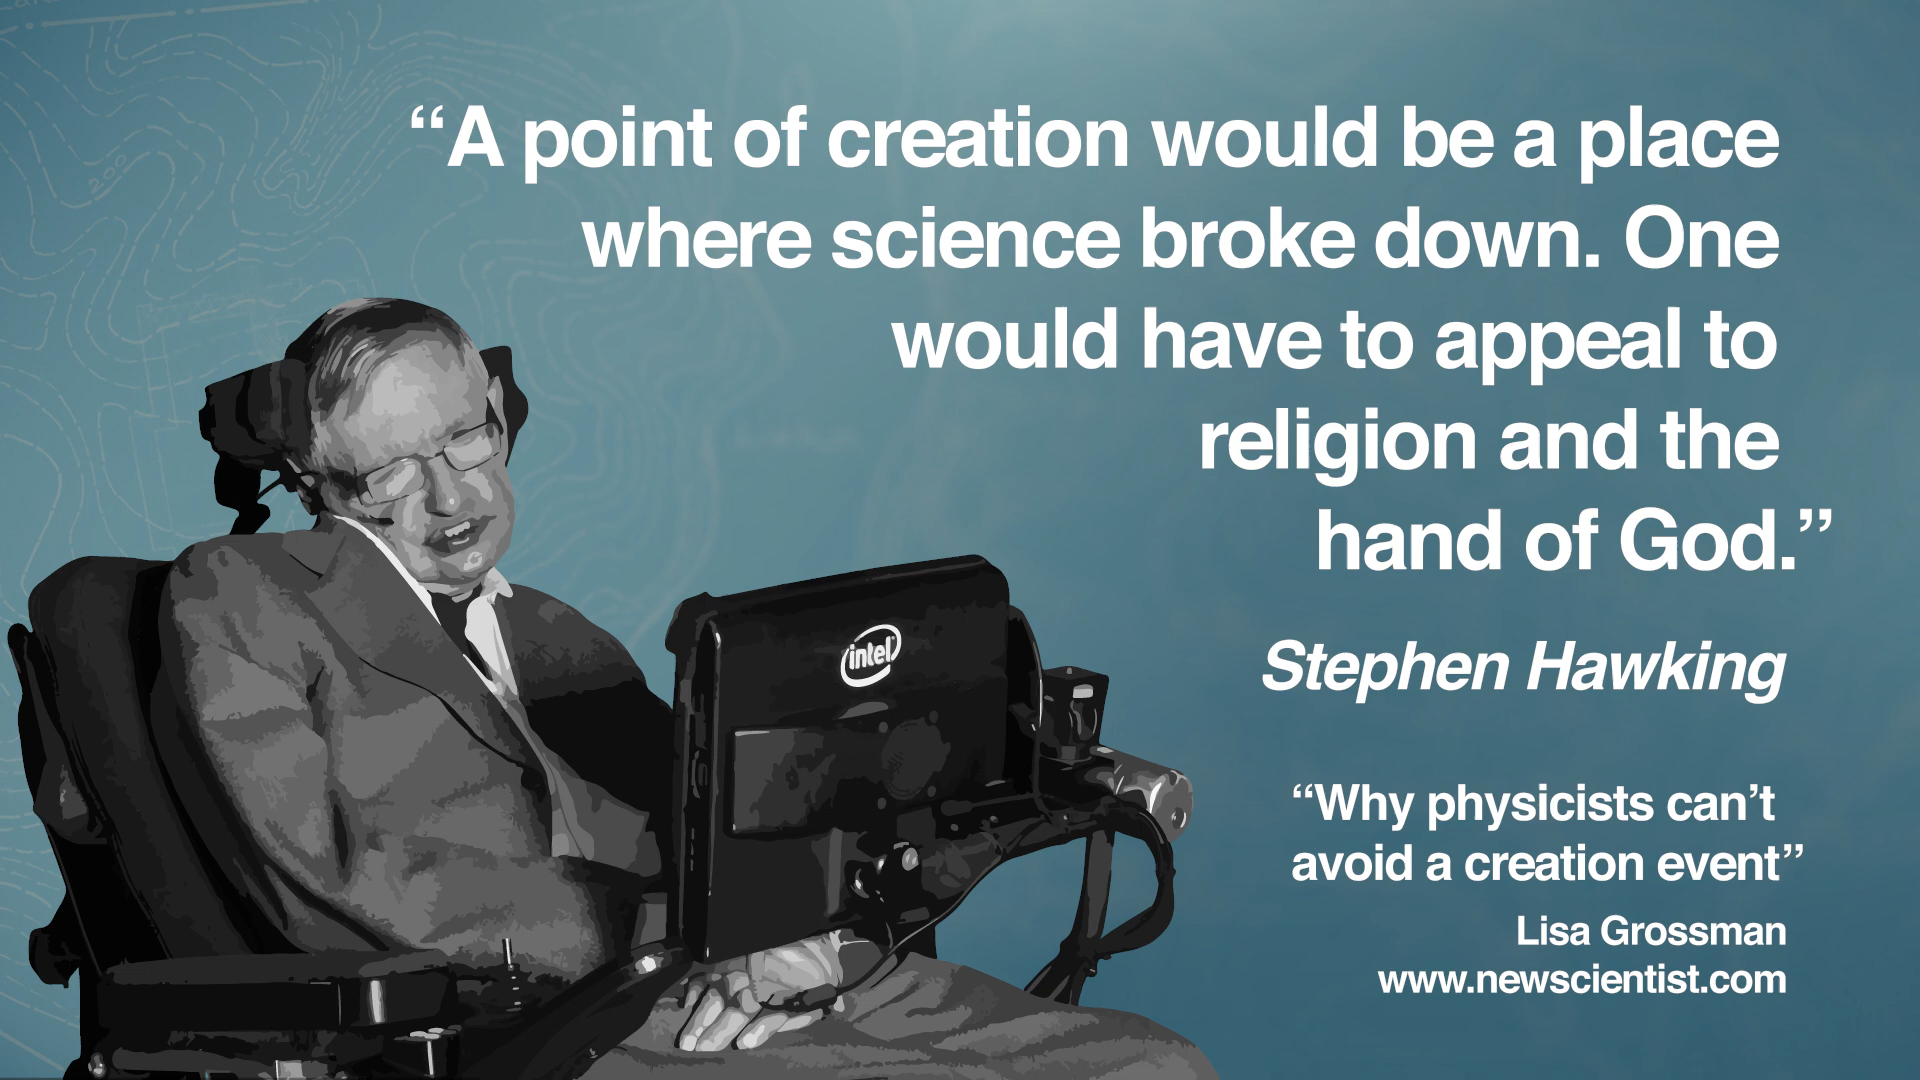 “A point of creation would be a place
where science broke down. One
would have to appeal to
religion and the
hand of God.”
Stephen Hawking
intel
“Why physicists can’t
avoid a creation event”
Lisa Grossman
www.newscientist.com
200